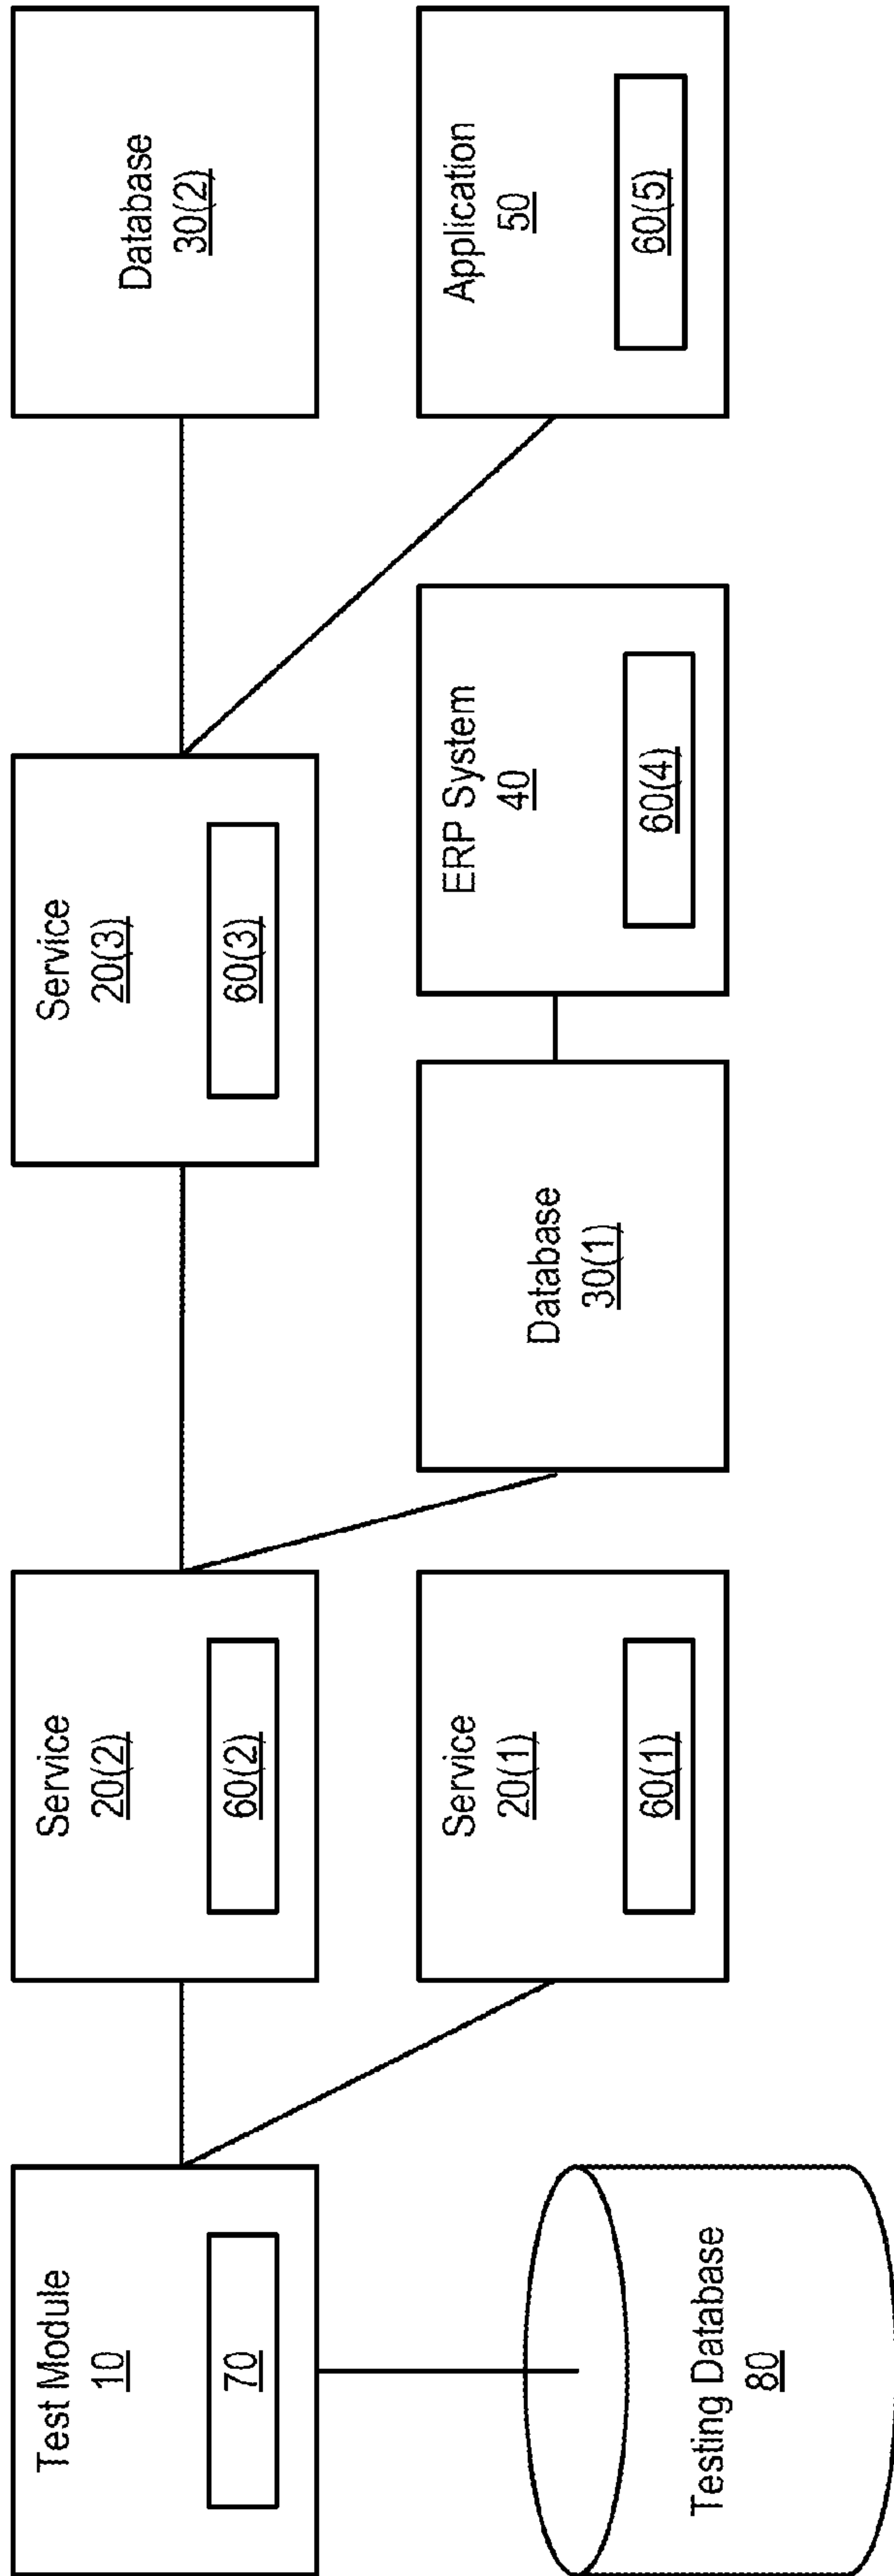 Test Module
10
70
Testing Database
80
Service
20(2)
60(2)
Service
20(1)
60(1)
Service
20(3)
60(3)
Database
30(1)
ERP System
40
60(4)
Database
30(2)
Application
50
60(5)